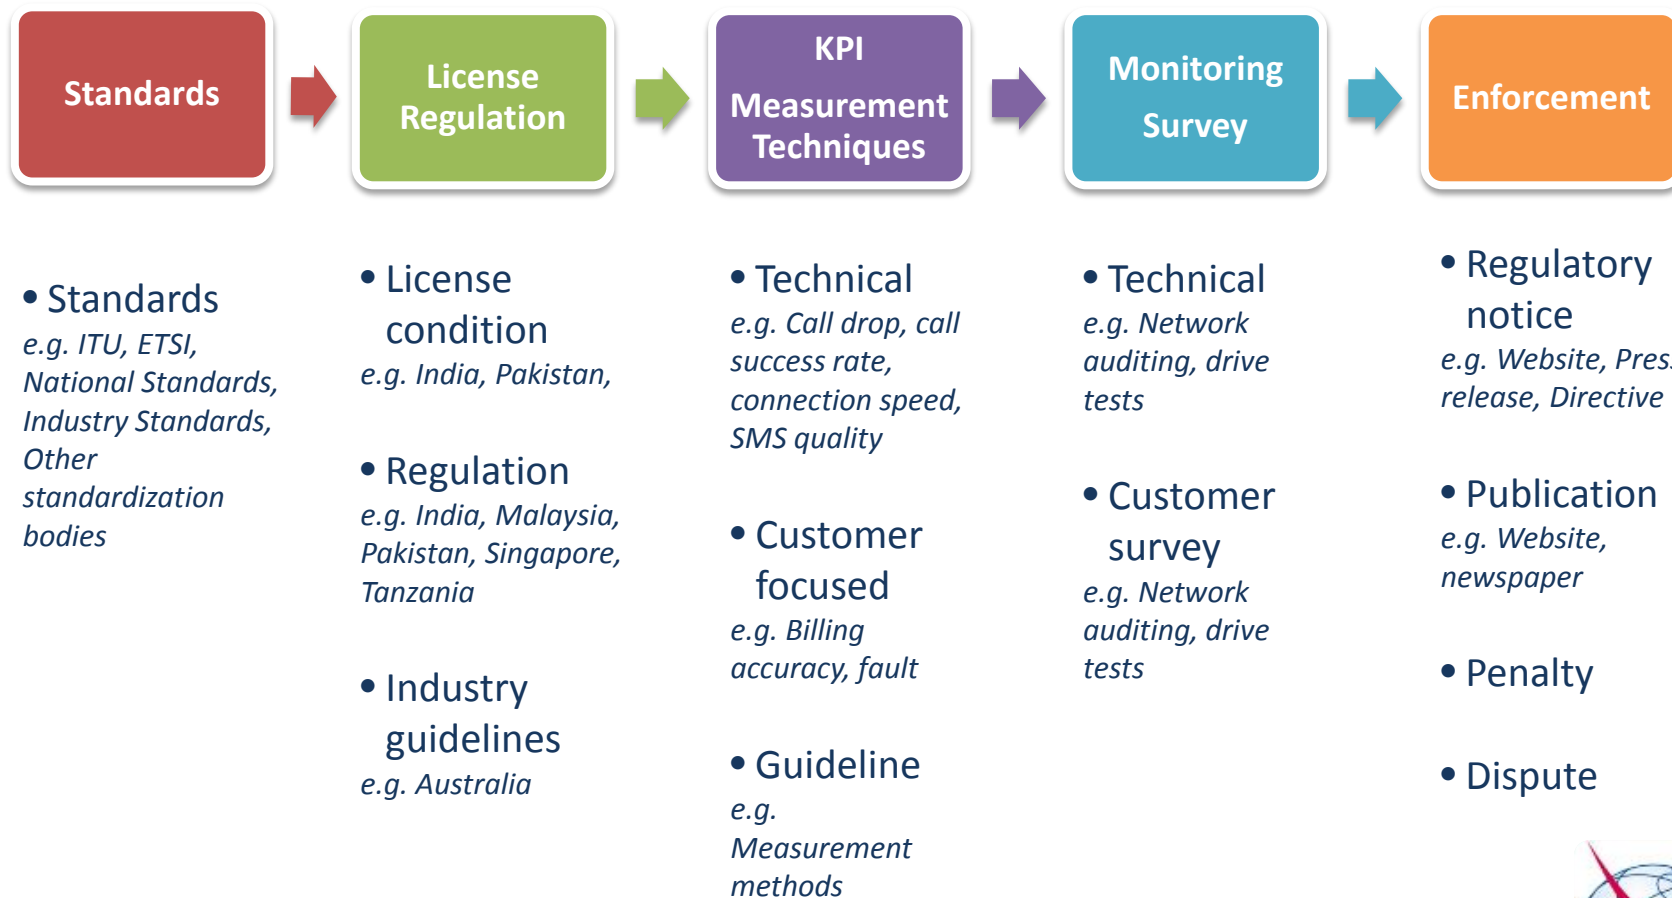 Standards
License
Regulation
KPI
Measurement
Techniques
Monitoring
Survey
Enforcement
• Standards
e.g. ITU, ETSI,
National Standards,
Industry Standards,
Other
standardization
bodies
• License
condition
e.g. India, Pakistan,
• Regulation
e.g. India, Malaysia,
Pakistan, Singapore,
Tanzania
• Industry
guidelines
e.g. Australia
• Technical
e.g. Call drop, call
success rate,
connection speed,
SMS quality
• Customer
focused
e.g. Billing
accuracy, fault
• Guideline
e.g.
Measurement
methods
• Technical
e.g. Network
auditing, drive
tests
• Customer
survey
e.g. Network
auditing, drive
tests
• Regulatory
notice
e.g. Website, Press
release, Directive
• Publication
e.g. Website,
newspaper
• Penalty
• Dispute